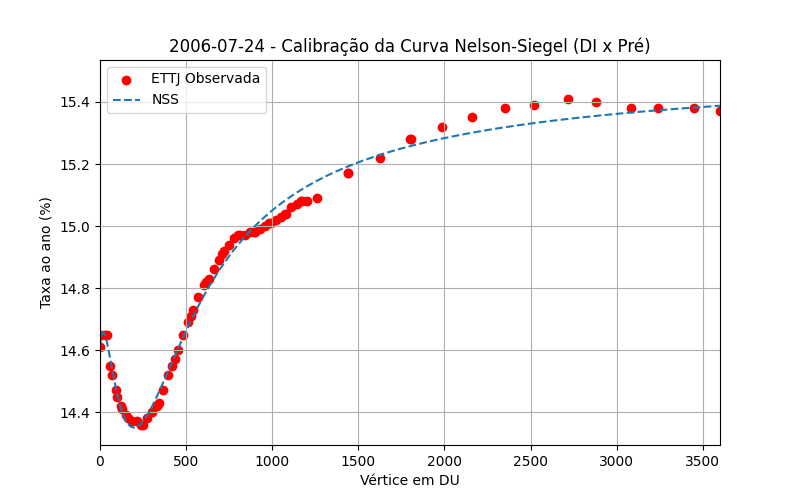 2006-07-24 - Calibração da Curva Nelson-Siegel (DI x Pré)
ETTJ Observada
NSS
Taxa ao ano (%)
15.4
15.2
15.0
14.8
14.6
14.4
0 500 1000 1500 2000 2500 3000 3500
Vértice em DU